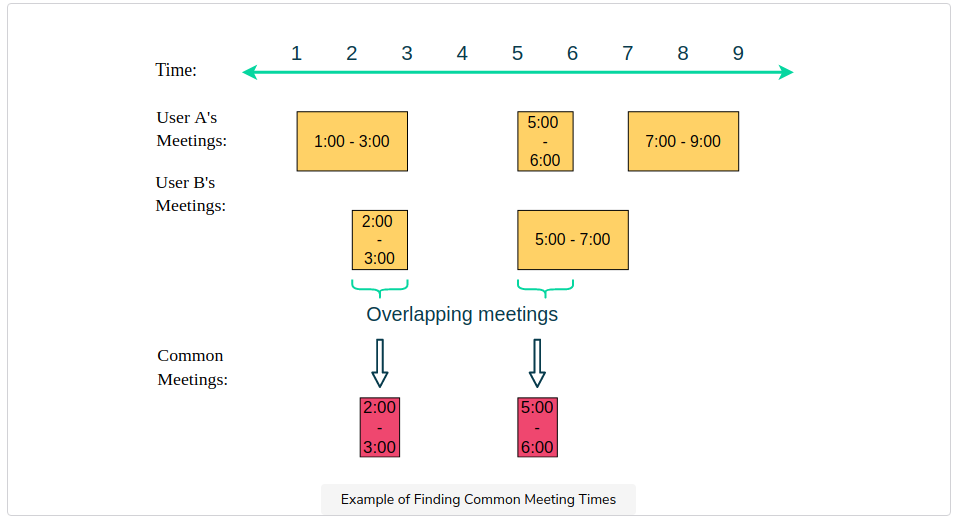 1 2 3 4 5 6 7 8 9
Time:
User A's
Meetings:
1:00 - 3:00
5:00
-
6:00
7:00 - 9:00
User B's
Meetings:
2:00
-
3:00
5:00 - 7:00
Overlapping meetings
Common
Meetings:
2:00
-
3:00
5:00
-
6:00
Example of Finding Common Meeting Times